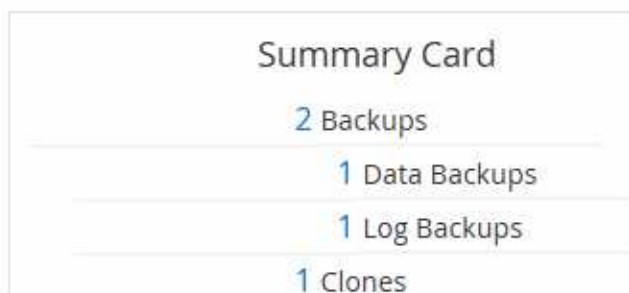 Summary Card
2 Backups
1 Data Backups
1 Log Backups
1 Clones